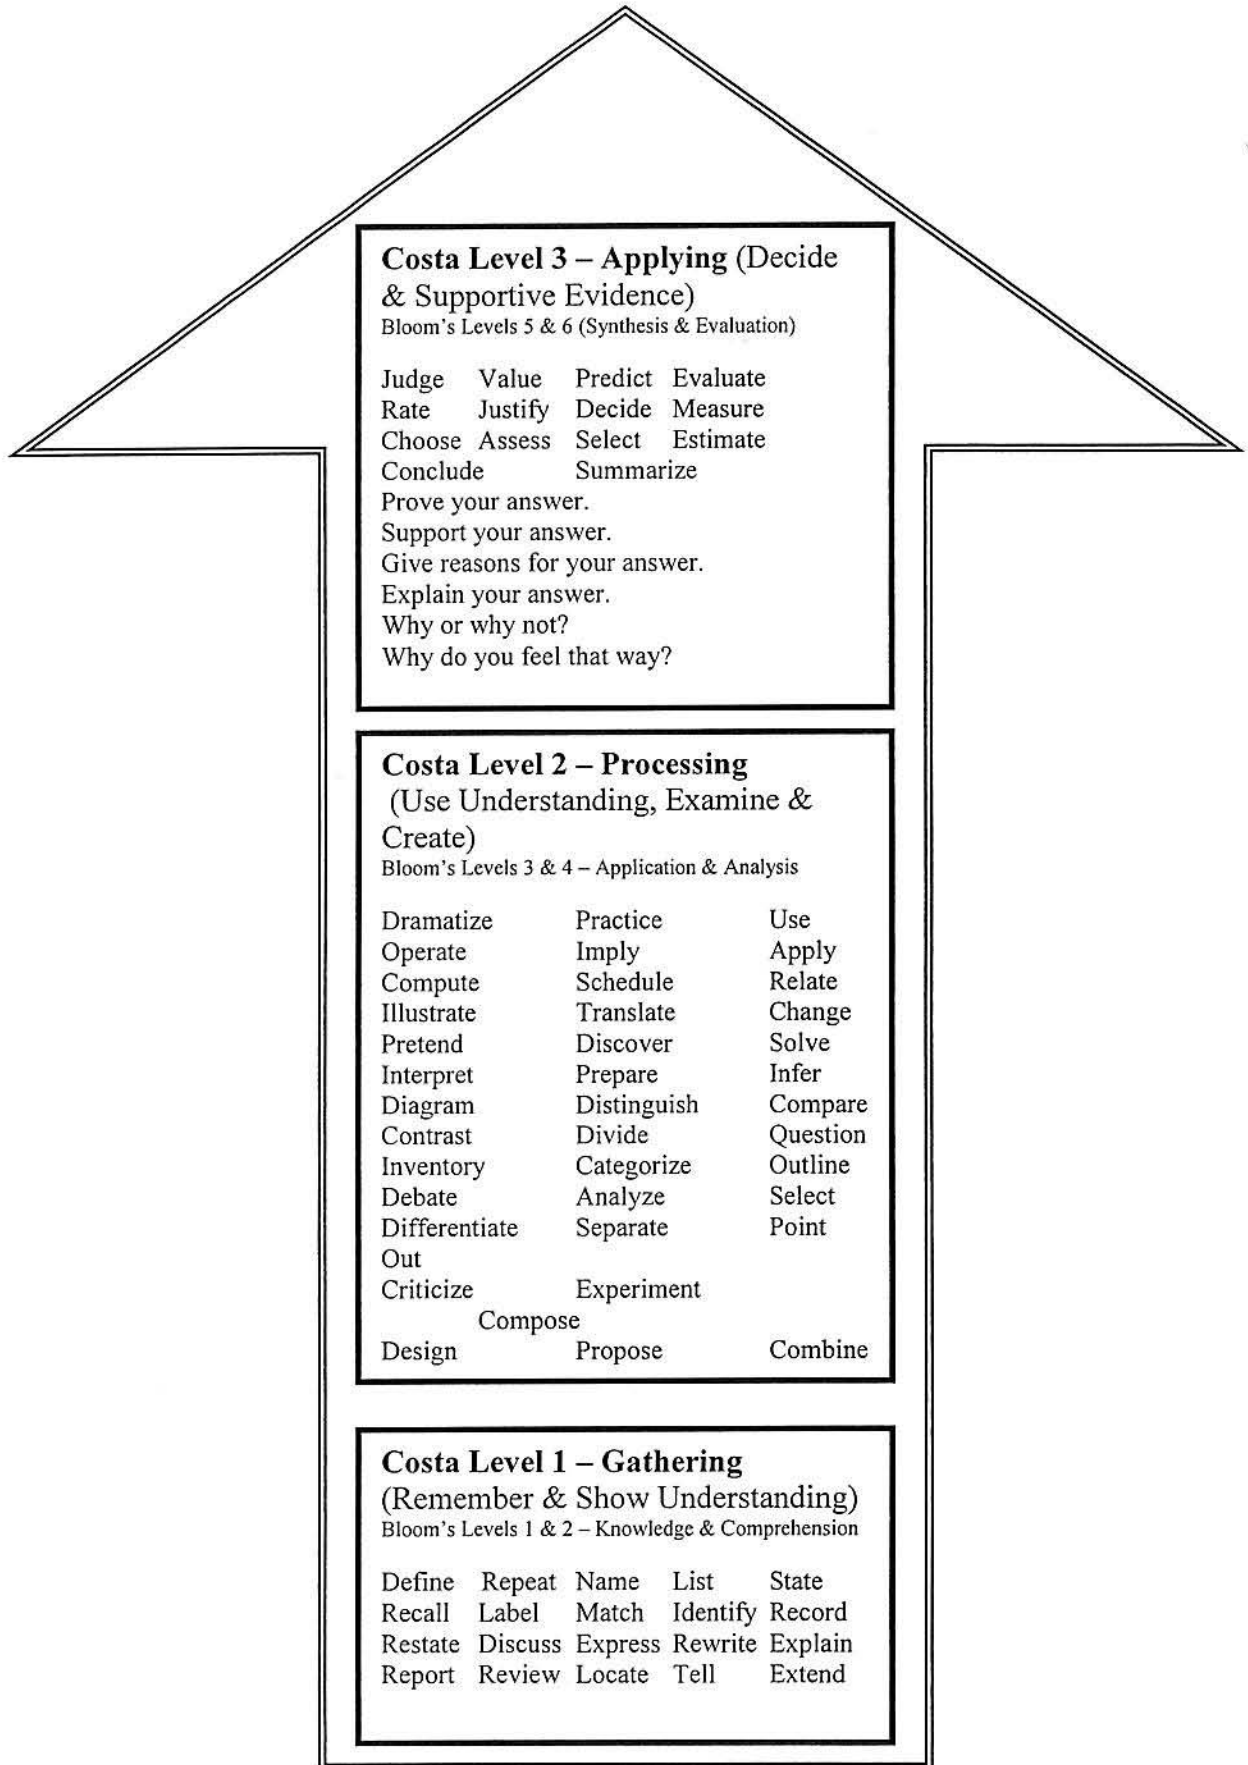 Costa Level 3 – Applying (Decide
& Supportive Evidence)
Bloom's Levels 5 & 6 (Synthesis & Evaluation)
Judge Value Predict Evaluate
Rate Justify Decide Measure
Choose Assess Select Estimate
Conclude Summarize
Prove your answer.
Support your answer.
Give reasons for your answer.
Explain your answer.
Why or why not?
Why do you feel that way?
Costa Level 2 – Processing
(Use Understanding, Examine &
Create)
Bloom's Levels 3 & 4 – Application & Analysis
Dramatize Practice Use
Operate Imply Apply
Compute Schedule Relate
Illustrate Translate Change
Pretend Discover Solve
Interpret Prepare Infer
Diagram Distinguish Compare
Contrast Divide Question
Inventory Categorize Outline
Debate Analyze Select
Differentiate Separate Point
Out
Criticize Experiment
Compose
Design Propose Combine
Costa Level 1 – Gathering
(Remember & Show Understanding)
Bloom's Levels 1 & 2 – Knowledge & Comprehension
Define Repeat Name List State
Recall Label Match Identify Record
Restate Discuss Express Rewrite Explain
Report Review Locate Tell Extend